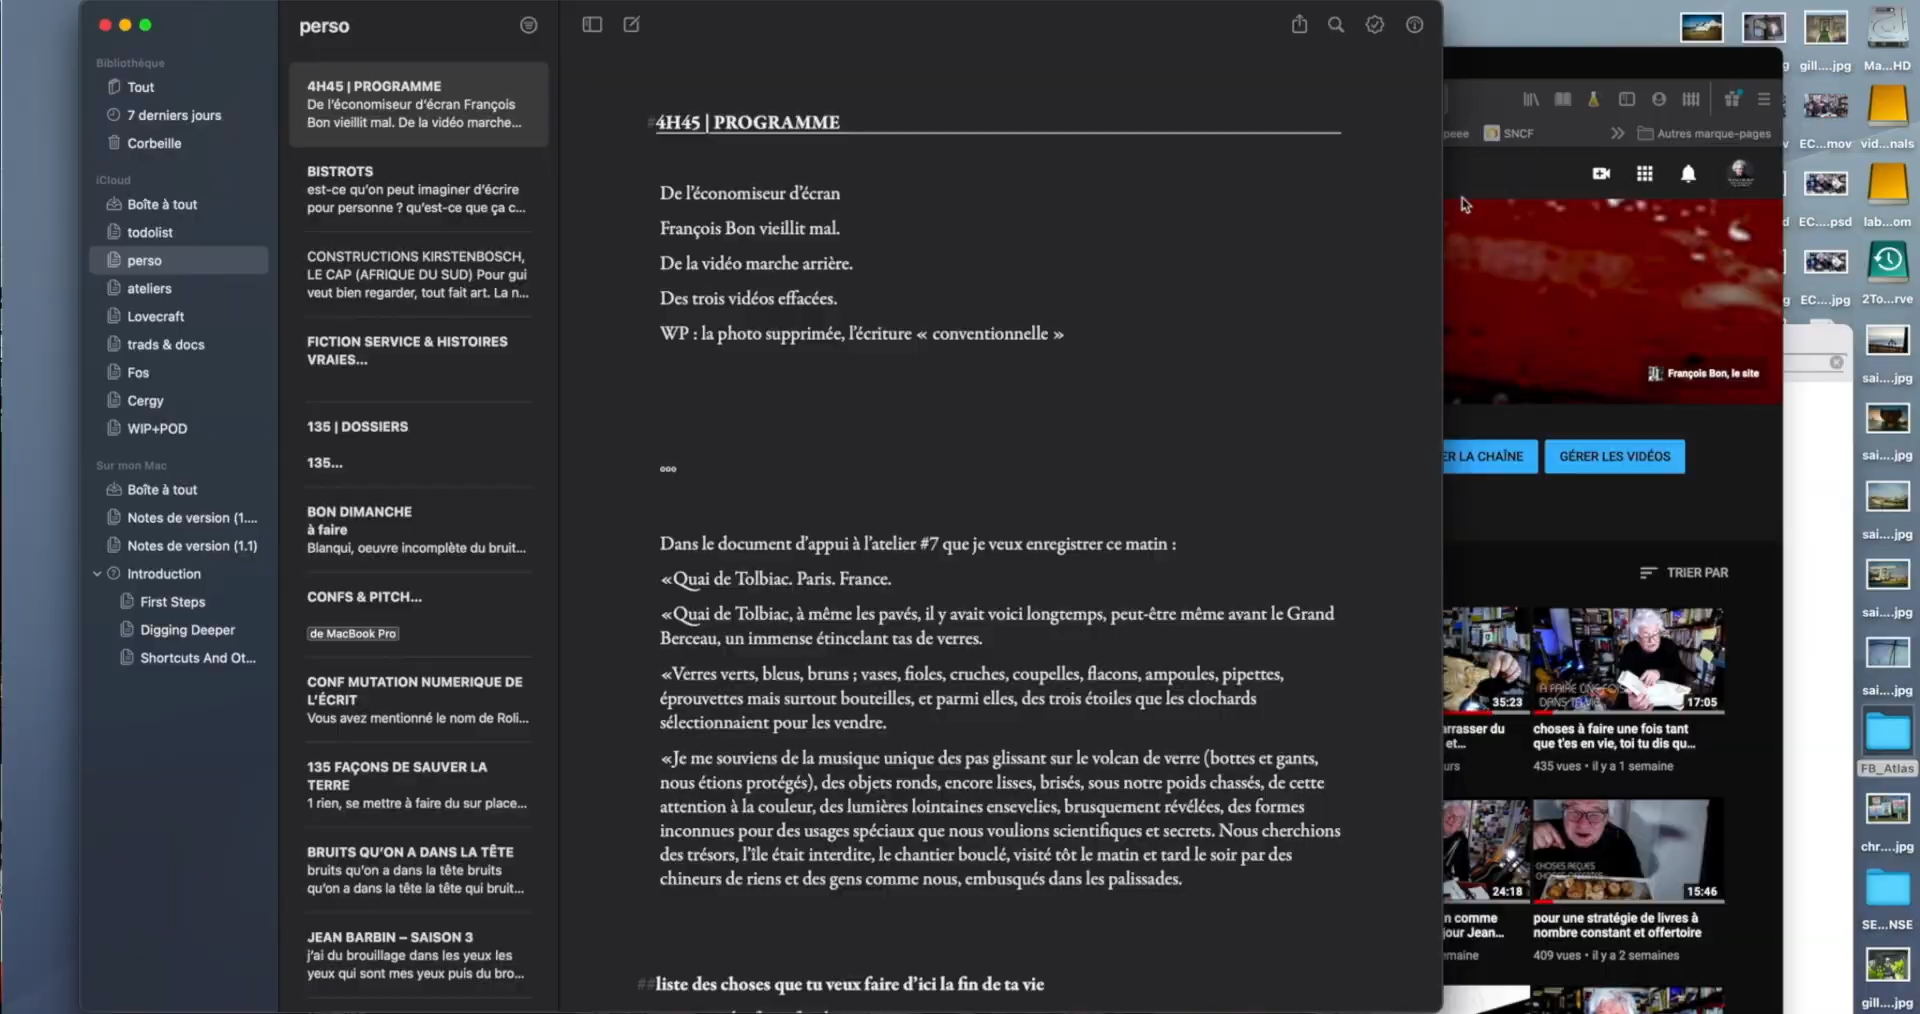 Bibliothèque
Tout
7 derniers jours
Corbeille
iCloud
Boîte à tout
todolist
perso
ateliers
Lovecraft
trads & docs
Fos
Cergy
WIP+POD
Sur mon Mac
Boîte à tout
Notes de version (1....
Notes de version (1.1)
Introduction
First Steps
Digging Deeper
Shortcuts And Ot...
perso
4H45 | PROGRAMME
De l'économiseur d'écran François
Bon vieillit mal. De la vidéo marche...
BISTROTS
est-ce qu'on peut imaginer d'écrire
pour personne ? qu'est-ce que ça c...
CONSTRUCTIONS KIRSTENBOSCH,
LE CAP (AFRIQUE DU SUD) Pour gui
veut bien regarder, tout fait art. La n...
FICTION SERVICE & HISTOIRES
VRAIES...
135 | DOSSIERS
135...
BON DIMANCHE
à faire
Blanqui, oeuvre incomplète du bruit...
CONFS & PITCH...
de MacBook Pro
CONF MUTATION NUMERIQUE DE
L'ÉCRIT
Vous avez mentionné le nom de Roli...
135 FAÇONS DE SAUVER LA
TERRE
1 rien, se mettre à faire du sur place...
BRUITS QU'ON A DANS LA TÊTE
bruits qu'on a dans la tête bruits
qu'on a dans la tête la tête qui bruit...
JEAN BARBIN – SAISON 3
j'ai du brouillage dans les yeux les
yeux qui sont mes yeux puis du bro...
#4H45 | PROGRAMME
De l'économiseur d'écran
François Bon vieillit mal.
De la vidéo marche arrière.
Des trois vidéos effacées.
WP : la photo supprimée, l'écriture « conventionnelle »
°°°
Dans le document d'appui à l'atelier #7 que je veux enregistrer ce matin :
«Quai de Tolbiac. Paris. France.
«Quai de Tolbiac, à même les pavés, il y avait voici longtemps, peut-être même avant le Grand
Berceau, un immense étincelant tas de verres.
«Verres verts, bleus, bruns ; vases, fioles, cruches, coupelles, flacons, ampoules, pipettes,
éprouvettes mais surtout bouteilles, et parmi elles, des trois étoiles que les clochards
sélectionnaient pour les vendre.
«Je me souviens de la musique unique des pas glissant sur le volcan de verre (bottes et gants,
nous étions protégés), des objets ronds, encore lisses, brisés, sous notre poids chassés, de cette
attention à la couleur, des lumières lointaines ensevelies, brusquement révélées, des formes
inconnues pour des usages spéciaux que nous voulions scientifiques et secrets. Nous cherchions
des trésors, l'île était interdite, le chantier bouclé, visité tôt le matin et tard le soir par des
chineurs de riens et des gens comme nous, embusqués dans les palissades.
##liste des choses que tu veux faire d'ici la fin de ta vie
peee
SNCF
Autres marque-pages
François Bon, le site
ER LA CHAÎNE
GÉRER LES VIDÉOS
TRIER PAR
35:23
A FAIRE UNE FOIS
DANS TA VIE
17:05
arrasser du
et...
urs
choses à faire une fois tant
que t'es en vie, toi tu dis qu...
435 vues • il y a 1 semaine
24:18
CHOSES REÇUES
CHOSES OFFERTES
15:46
n comme
jour Jean...
maine
pour une stratégie de livres à
nombre constant et offertoire
409 vues • il y a 2 semaines
gill....jpg
Ma...HD
EC...mov
vid...nals
EC....psd
lab...om
EC....jpg
2To...rve
sai....jpg
sai....jpg
sai....jpg
sai....jpg
sai....jpg
FB_Atlas
chr....jpg
SE...NSE
gill....jpg